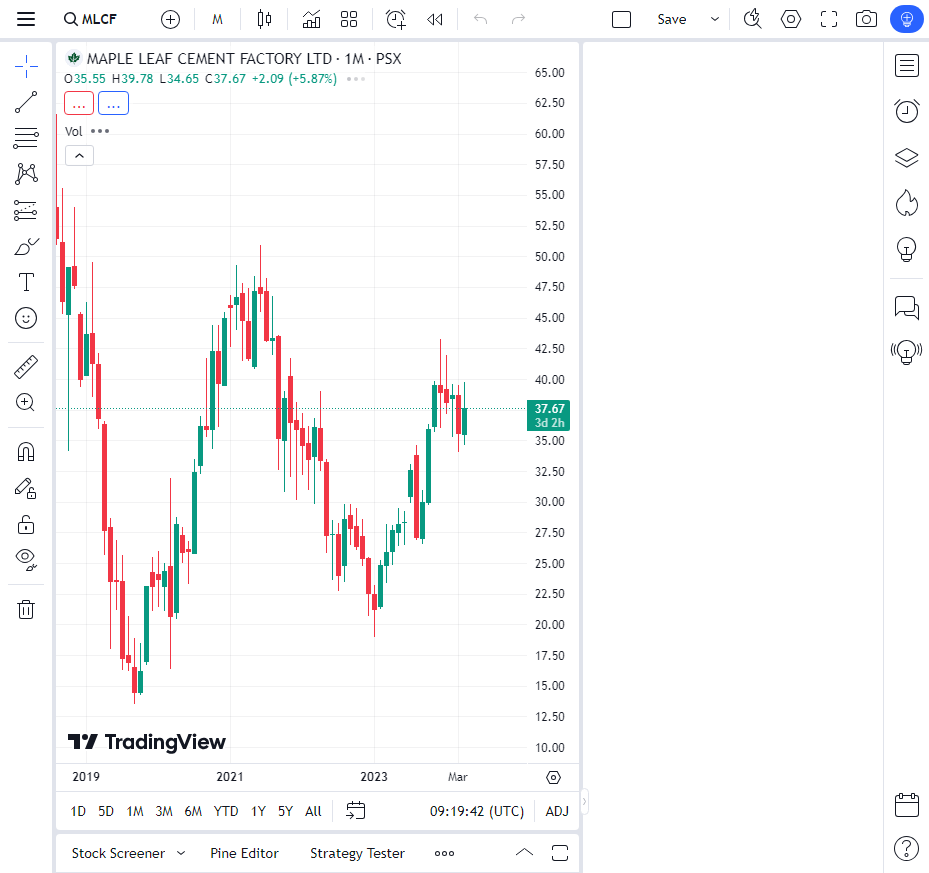 MLCF M Save
MAPLE LEAF CEMENT FACTORY LTD · 1M · PSX
O35.55 H39.78 L34.65 C37.67 +2.09 (+5.87%)
... ...
Vol
65.00
62.50
60.00
57.50
55.00
52.50
50.00
47.50
45.00
42.50
40.00
37.67
3d 2h
35.00
32.50
30.00
27.50
25.00
22.50
20.00
17.50
15.00
12.50
10.00
TradingView
2019 2021 2023 Mar
1D 5D 1M 3M 6M YTD 1Y 5Y All 09:19:42 (UTC) ADJ
Stock Screener Pine Editor Strategy Tester